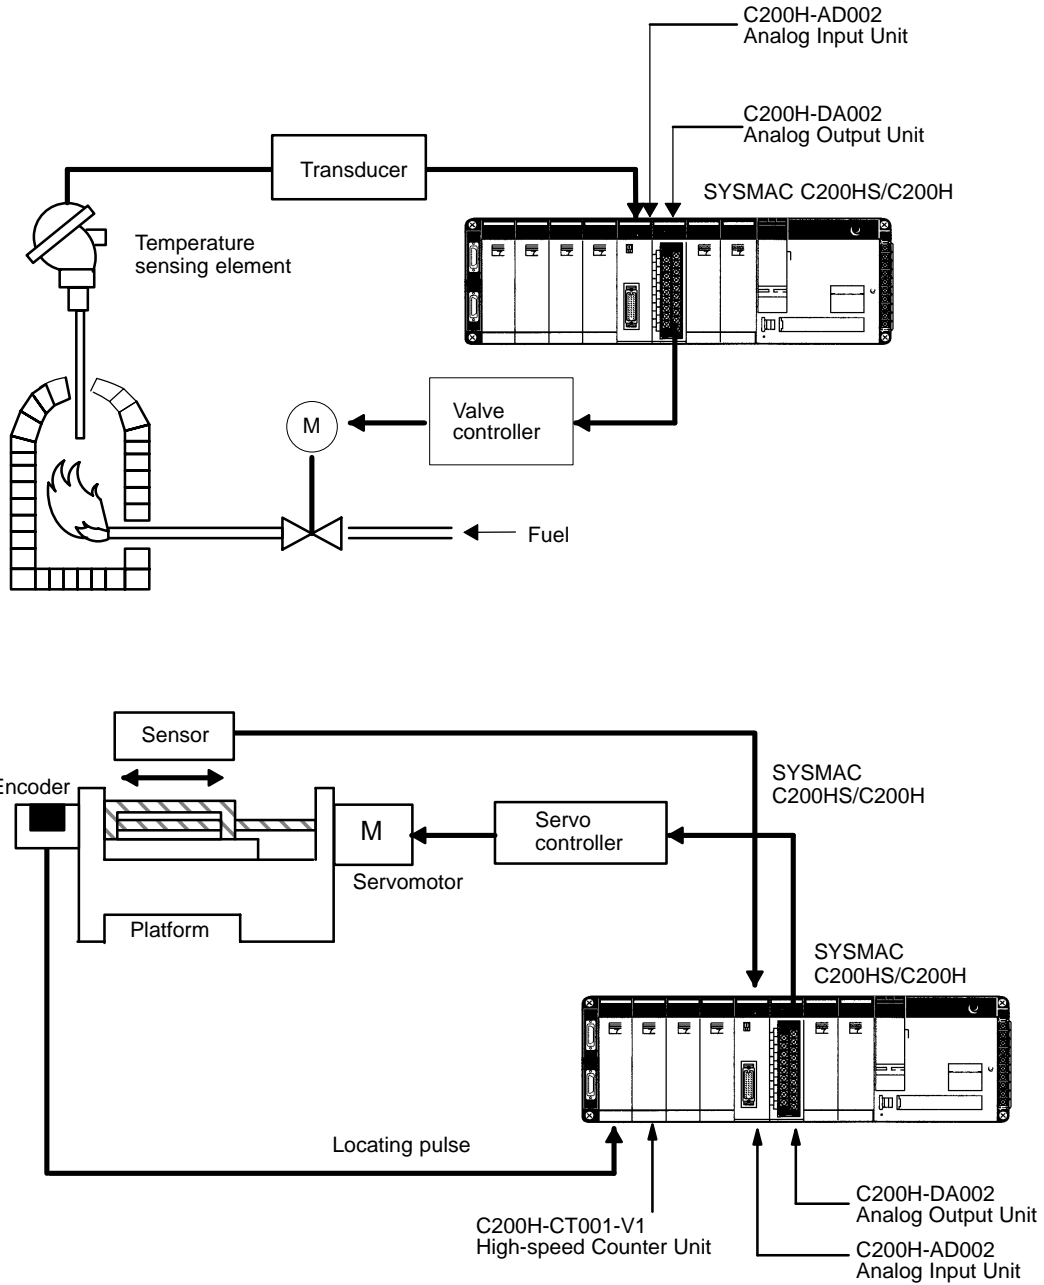 C200H-AD002
Analog Input Unit
C200H-DA002
Analog Output Unit
Transducer
SYSMAC C200HS/C200H
Temperature
sensing element
Valve
controller
M
Fuel
Sensor
Encoder
SYSMAC
C200HS/C200H
M
Servo
controller
Servomotor
Platform
SYSMAC
C200HS/C200H
Locating pulse
C200H-DA002
Analog Output Unit
C200H-CT001-V1
High-speed Counter Unit
C200H-AD002
Analog Input Unit